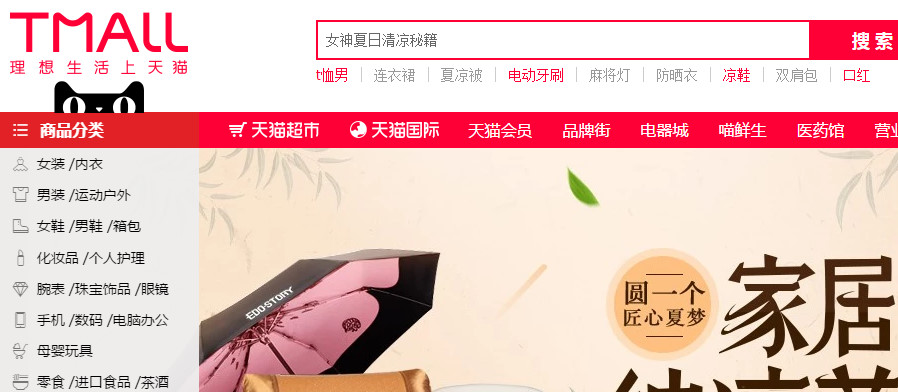 TMALL
理想生活上天猫
女神夏日清凉秘籍
搜索
t恤男 连衣裙 夏凉被 电动牙刷 麻将灯 防晒衣 凉鞋 双肩包 口红
商品分类 天猫超市 天猫国际 天猫会员 品牌街 电器城 喵鲜生 医药馆 营业
女装 /内衣
男装 /运动户外
女鞋 /男鞋 /箱包
化妆品 /个人护理
腕表 /珠宝饰品 /眼镜
手机 /数码 /电脑办公
母婴玩具
零食 /进口食品 /茶酒
EDO·STORY
圆一个
匠心夏梦
家居